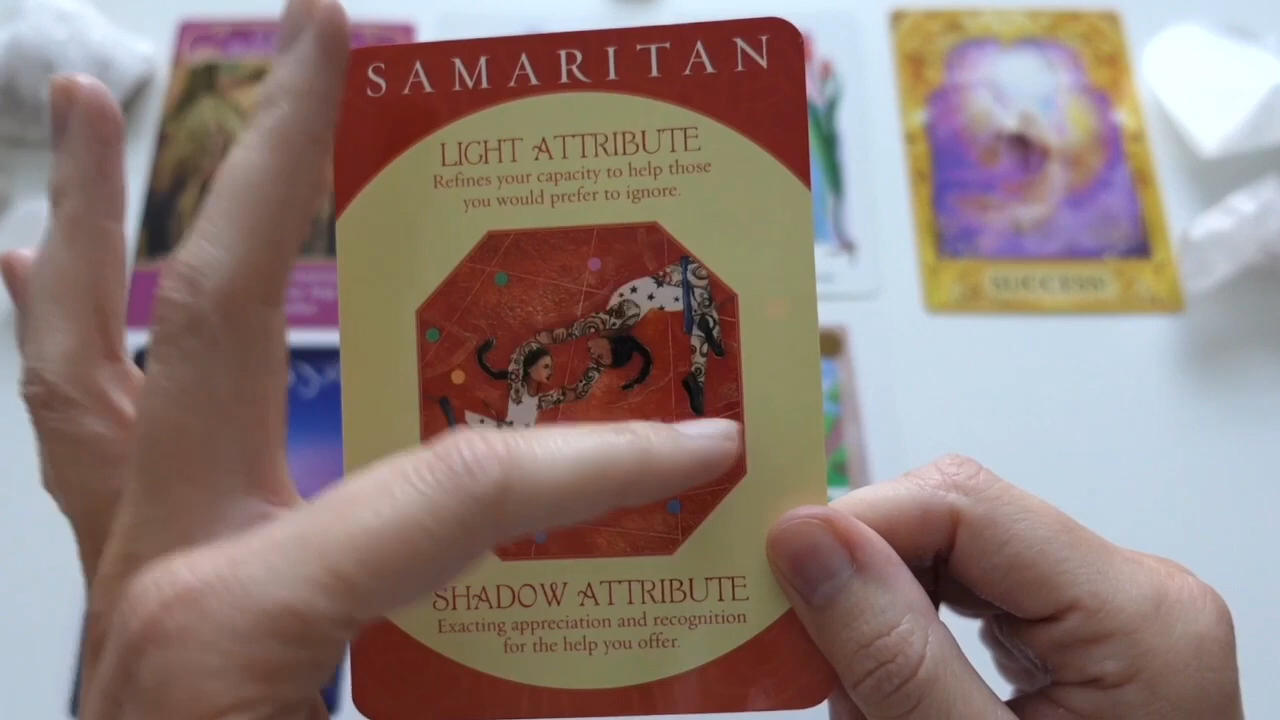 SAMARITAN
LIGHT ATTRIBUTE
Refines your capacity to help those
you would prefer to ignore.
SHADOW ATTRIBUTE
Exacting appreciation and recognition
for the help you offer.
SUCCESS